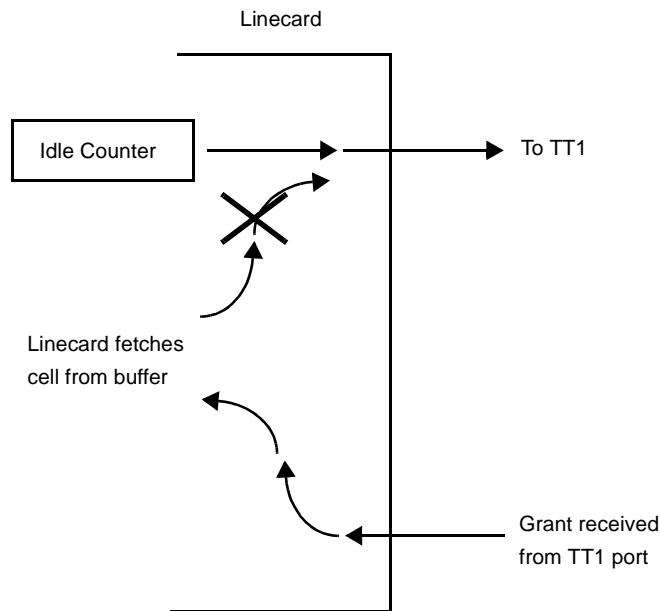 Linecard
Idle Counter
To TT1
Linecard fetches
cell from buffer
Grant received
from TT1 port